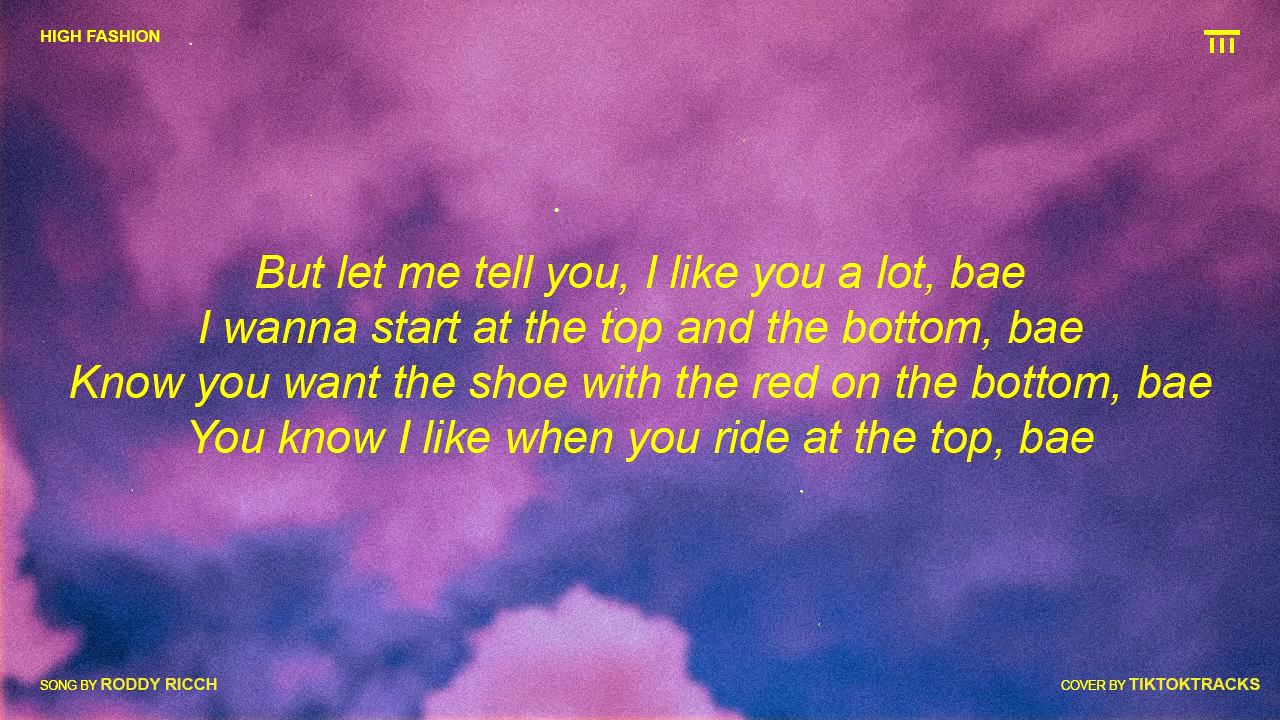 HIGH FASHION
But let me tell you, I like you a lot, bae
I wanna start at the top and the bottom, bae
Know you want the shoe with the red on the bottom, bae
You know I like when you ride at the top, bae
SONG BY RODDY RICCH
COVER BY TIKTOKTRACKS